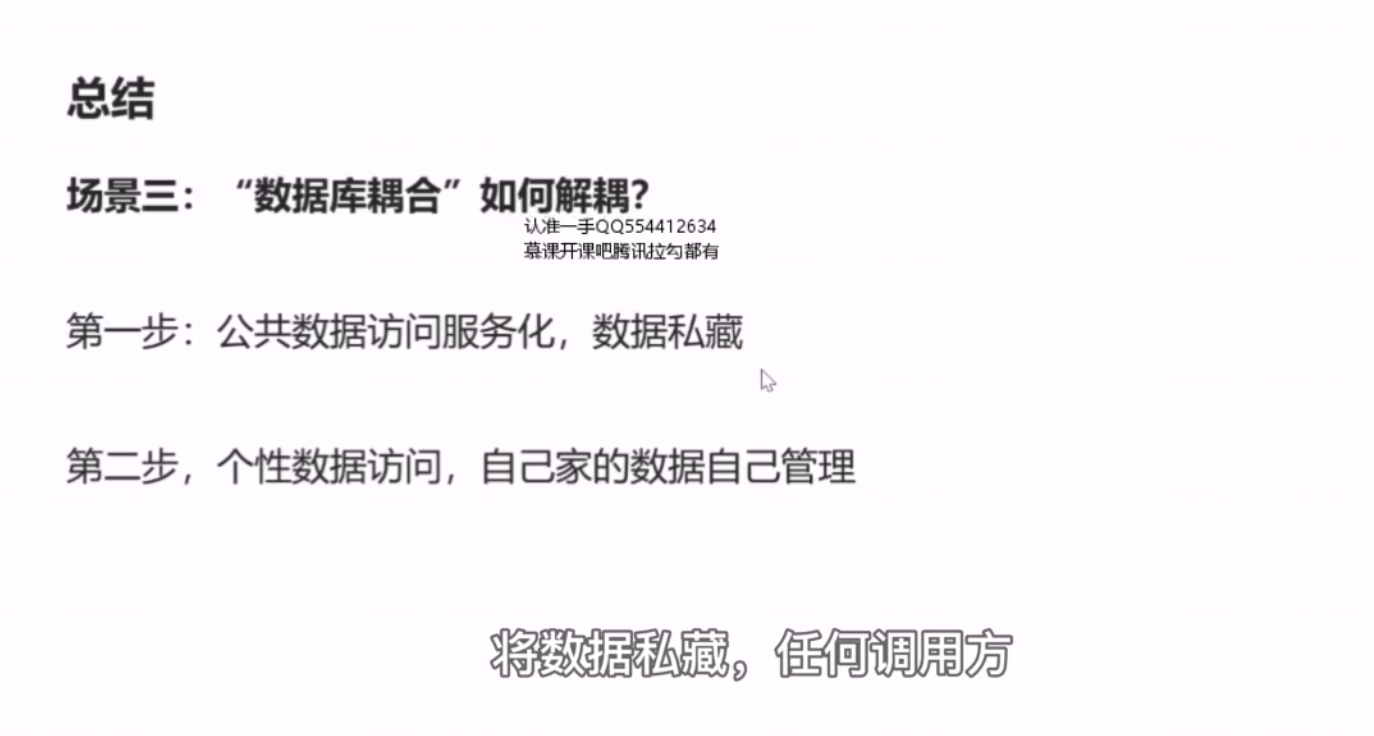 总结
场景三：“数据库耦合”如何解耦？
认准一手QQ554412634
慕课开课吧腾讯拉勾都有
第一步：公共数据访问服务化，数据私藏
第二步，个性数据访问，自己家的数据自己管理
将数据私藏，任何调用方